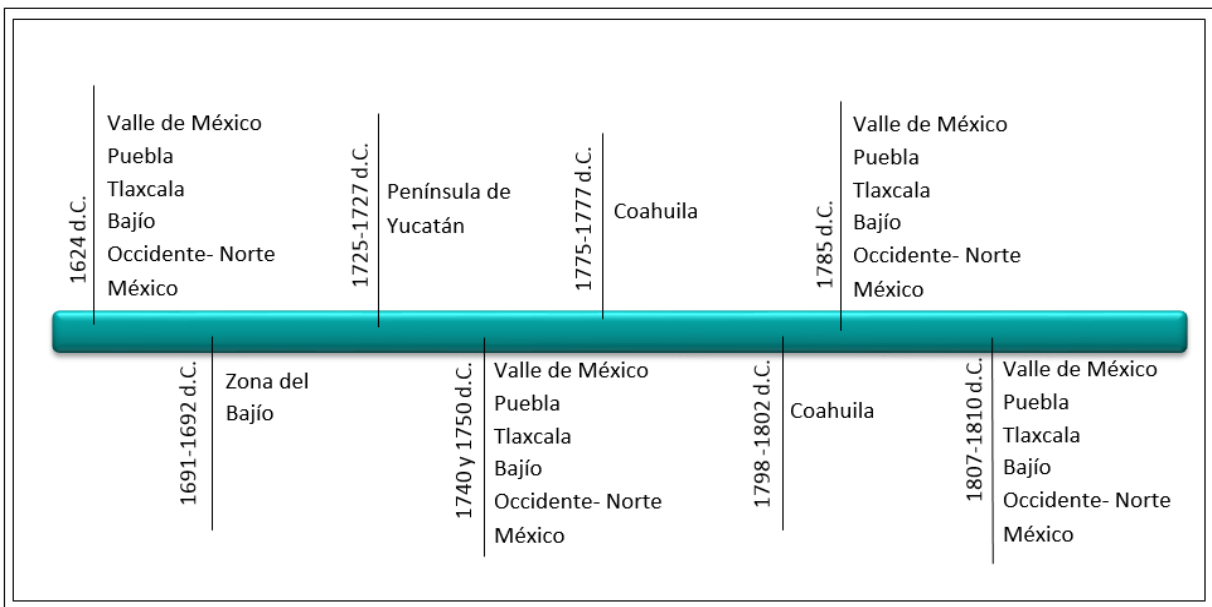 1624 d.C.
Valle de México
Puebla
Tlaxcala
Bajío
Occidente- Norte
México
1691-1692 d.C.
Zona del
Bajío
1725-1727 d.C.
Península de
Yucatán
1740 y 1750 d.C.
Valle de México
Puebla
Tlaxcala
Bajío
Occidente- Norte
México
1775-1777 d.C.
Coahuila
1798 -1802 d.C.
Coahuila
1785 d.C.
Valle de México
Puebla
Tlaxcala
Bajío
Occidente- Norte
México
1807-1810 d.C.
Valle de México
Puebla
Tlaxcala
Bajío
Occidente- Norte
México